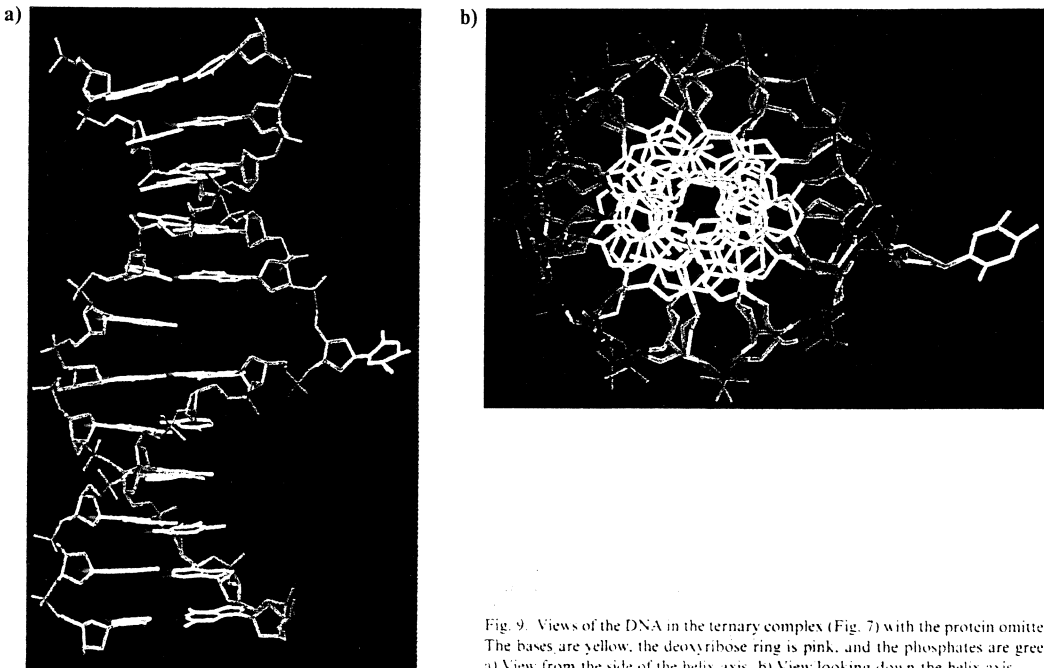 a)
b)
Fig. 9. Views of the DNA in the ternary complex (Fig. 7) with the protein omitte
The bases are yellow, the deoxyribose ring is pink, and the phosphates are gree
a) View from the side of the helix axis. b) View looking down the helix axis